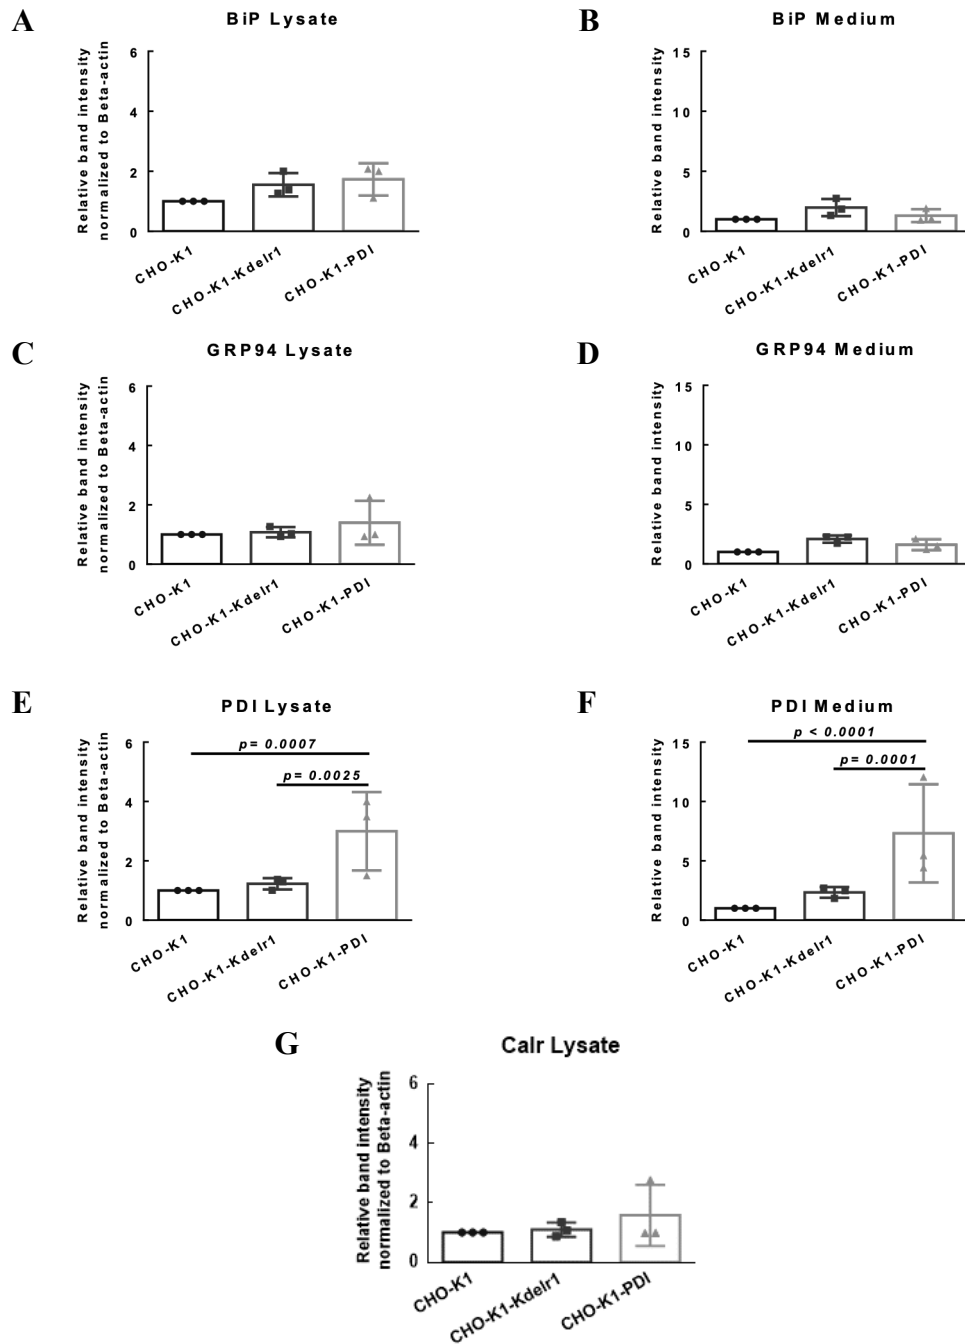 A
BiP Lysate
Relative band intensity
normalized to Beta-actin
6
4
2
0
CHO-K1
CHO-K1-Kdelr1
CHO-K1-PDI
B
BiP Medium
Relative band intensity
15
10
5
0
CHO-K1
CHO-K1-Kdelr1
CHO-K1-PDI
C
GRP94 Lysate
Relative band intensity
normalized to Beta-actin
6
4
2
0
CHO-K1
CHO-K1-Kdelr1
CHO-K1-PDI
D
GRP94 Medium
Relative band intensity
15
10
5
0
CHO-K1
CHO-K1-Kdelr1
CHO-K1-PDI
E
PDI Lysate
Relative band intensity
normalized to Beta-actin
6
4
2
0
p= 0.0007
p= 0.0025
CHO-K1
CHO-K1-Kdelr1
CHO-K1-PDI
F
PDI Medium
Relative band intensity
15
10
5
0
p < 0.0001
p= 0.0001
CHO-K1
CHO-K1-Kdelr1
CHO-K1-PDI
G
Calr Lysate
Relative band intensity
normalized to Beta-actin
6
4
2
0
CHO-K1
CHO-K1-Kdelr1
CHO-K1-PDI